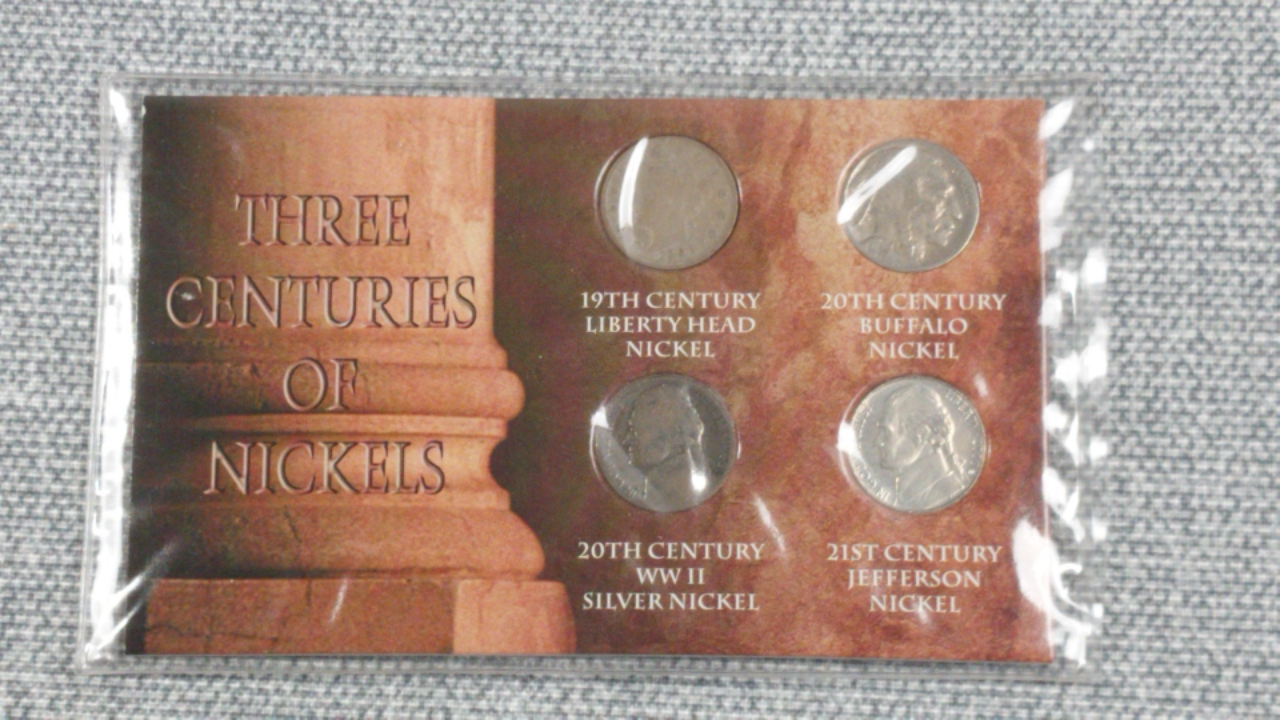 THREE
CENTURIES
OF
NICKELS
19TH CENTURY
LIBERTY HEAD
NICKEL
20TH CENTURY
BUFFALO
NICKEL
20TH CENTURY
WW II
SILVER NICKEL
21ST CENTURY
JEFFERSON
NICKEL